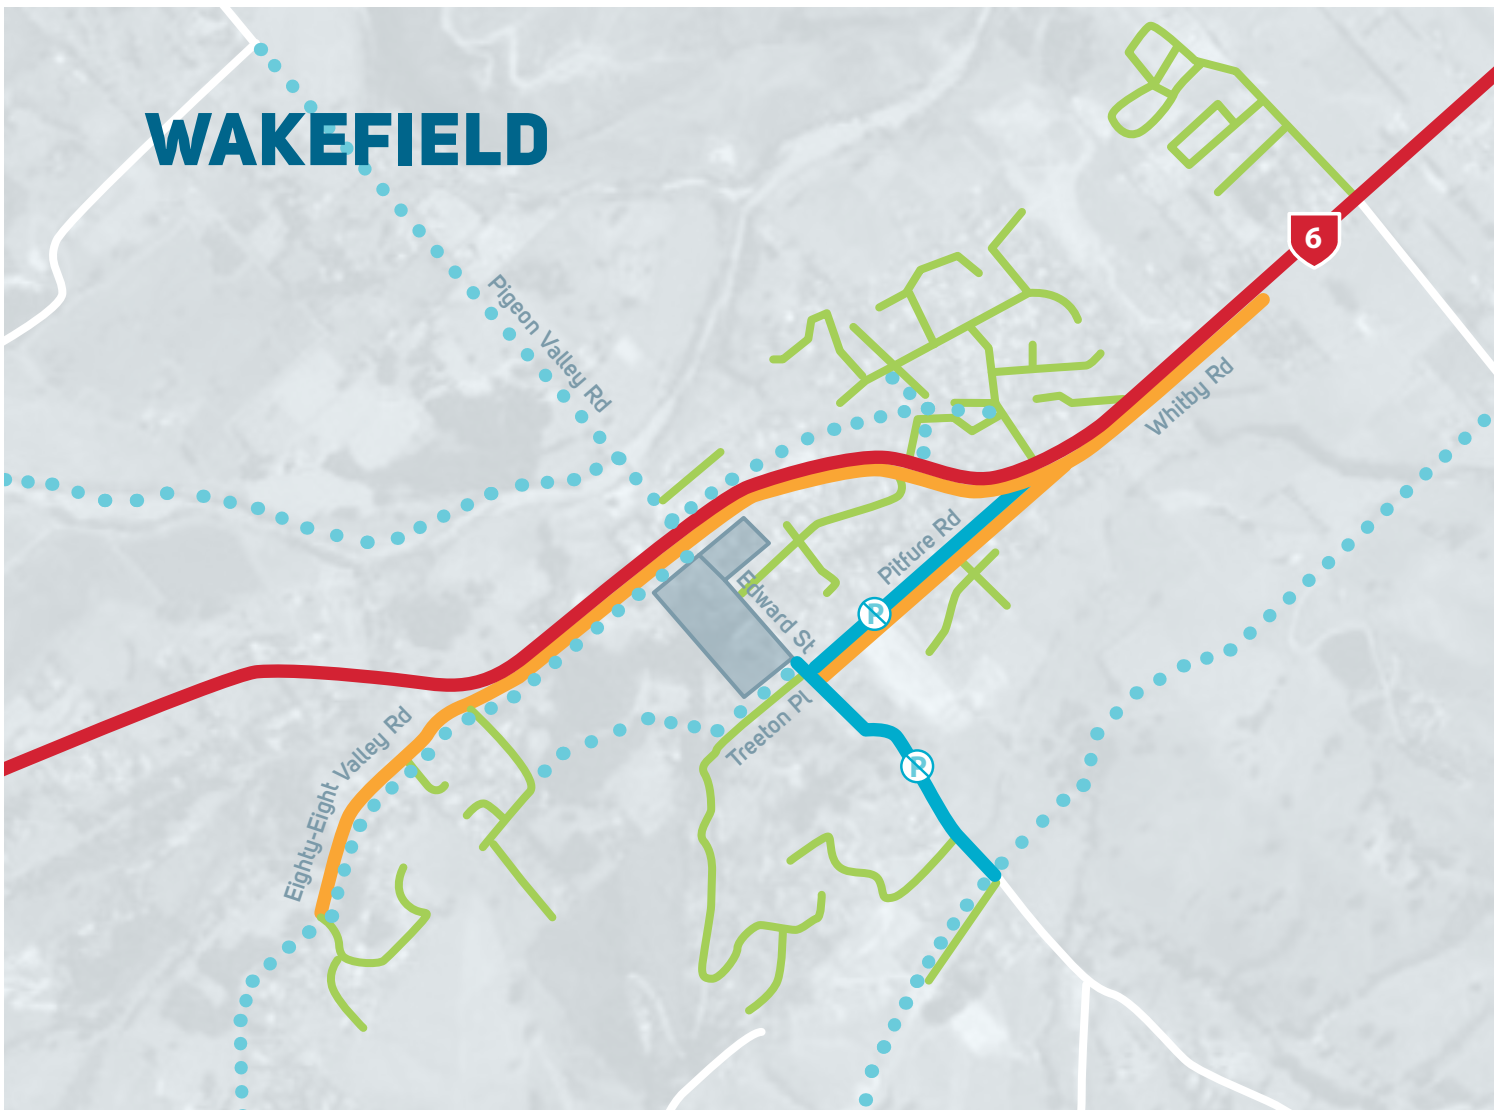 WAKEFIELD
6
Pigeon Valley Rd
Whitby Rd
Pitfure Rd
P
Edward St
Treeton Pl
P
Eighty-Eight Valley Rd